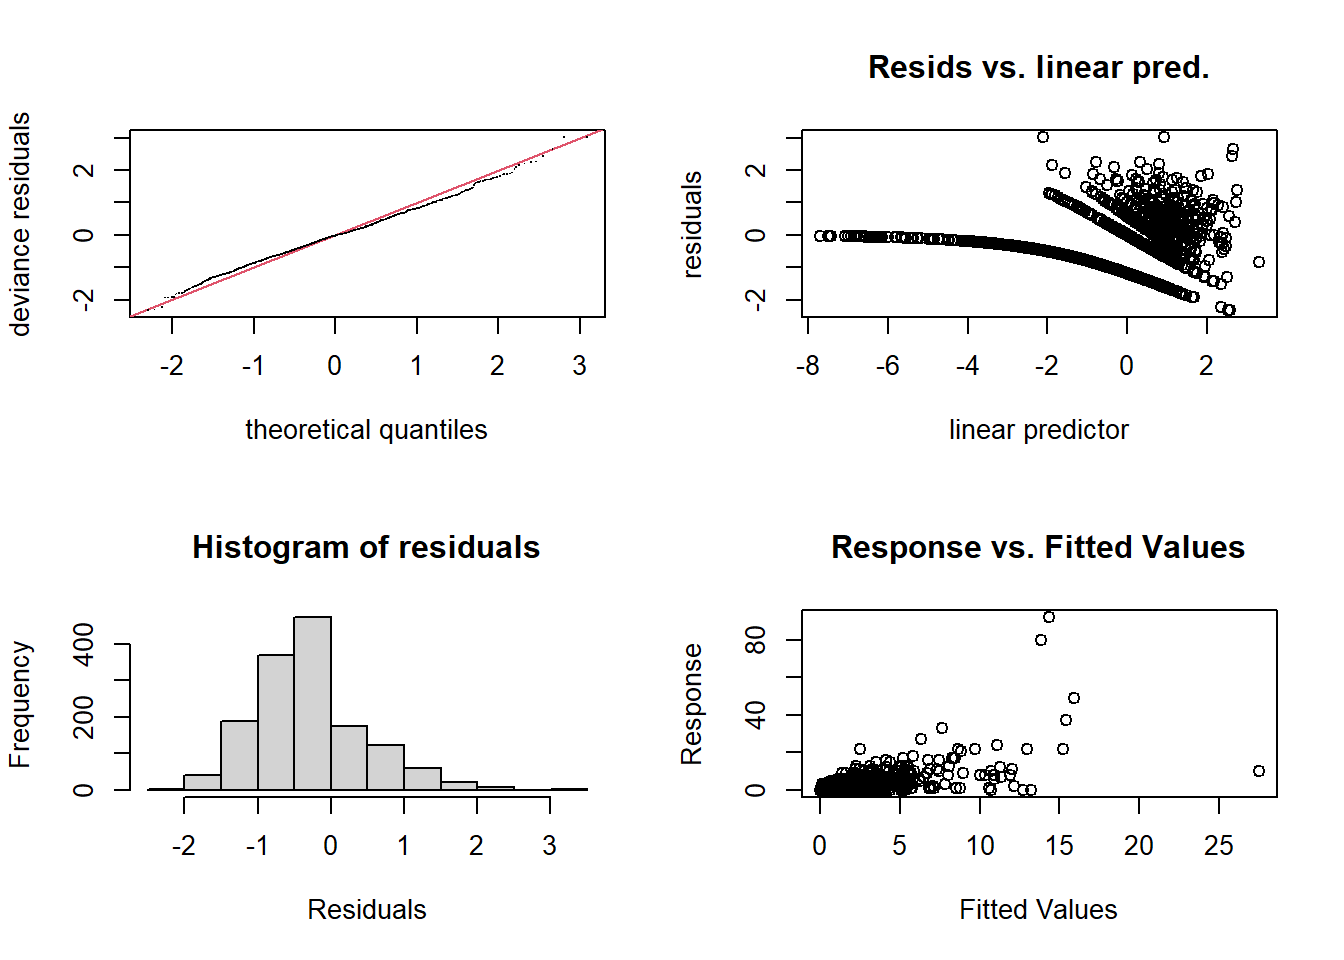 deviance residuals
2
0
-2
-2 -1 0 1 2 3
theoretical quantiles
Resids vs. linear pred.
residuals
2
0
-2
-8 -6 -4 -2 0 2
linear predictor
Histogram of residuals
Frequency
400
200
0
-2 -1 0 1 2 3
Residuals
Response vs. Fitted Values
Response
80
40
0
0 5 10 15 20 25
Fitted Values